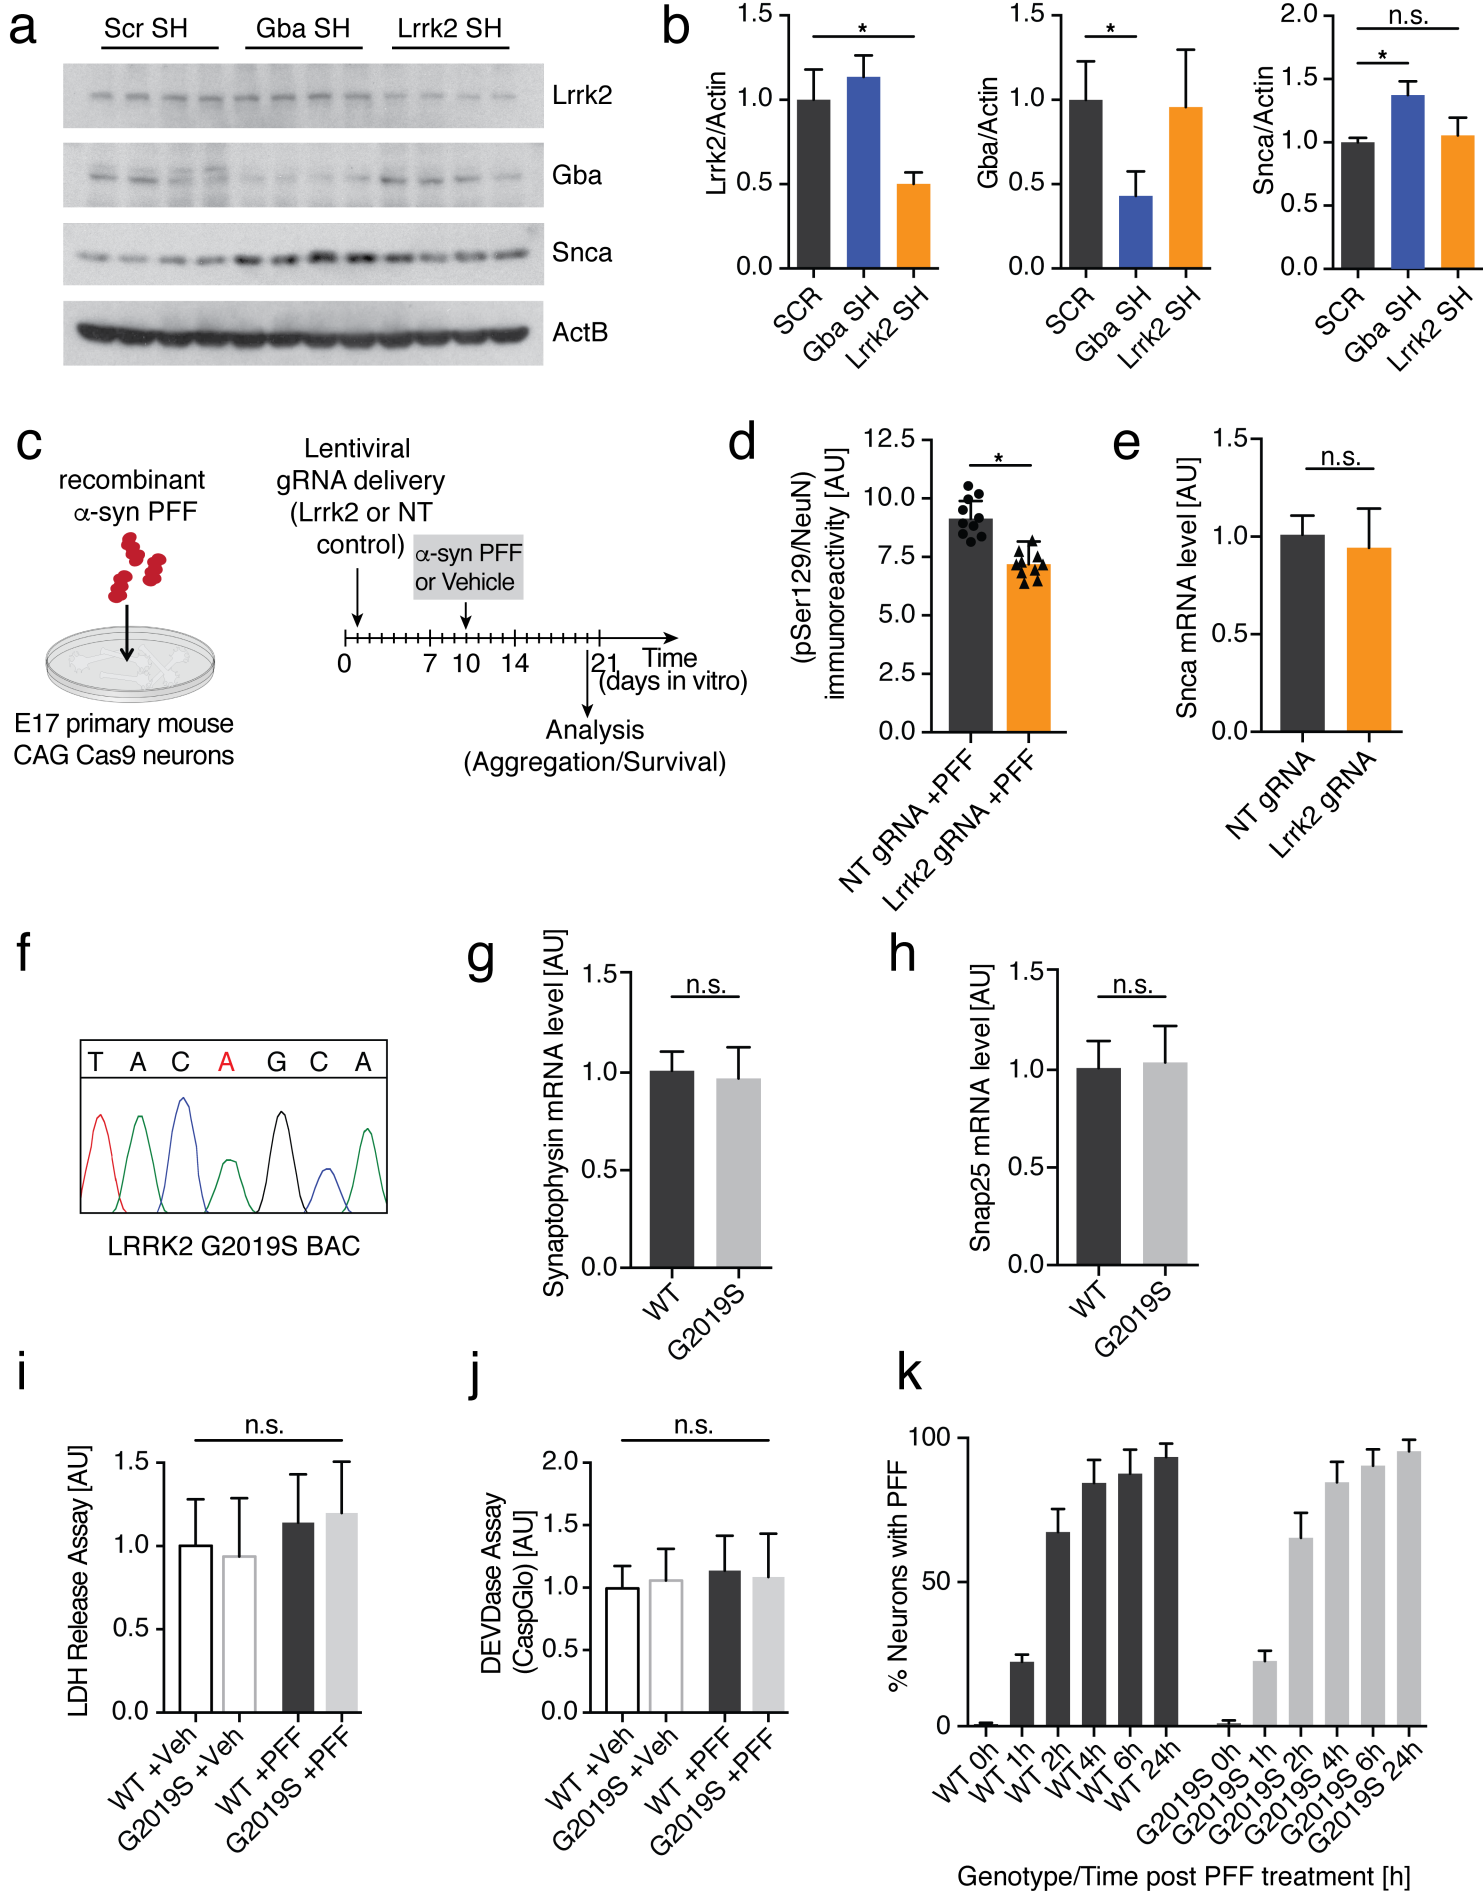 a
Scr SH
Gba SH
Lrrk2 SH
Lrrk2
Gba
Snca
ActB
b
Lrrk2/Actin
1.5
1.0
0.5
0.0
*
SCR
Gba SH
Lrrk2 SH
Gba/Actin
1.5
1.0
0.5
0.0
*
SCR
Gba SH
Lrrk2 SH
Snca/Actin
2.0
1.5
1.0
0.5
0.0
n.s.
*
SCR
Gba SH
Lrrk2 SH
c
recombinant
α-syn PFF
E17 primary mouse
CAG Cas9 neurons
Lentiviral
gRNA delivery
(Lrrk2 or NT
control)
α-syn PFF
or Vehicle
0
7
10
14
21
Time
(days in vitro)
Analysis
(Aggregation/Survival)
d
(pSer129/NeuN)
immunoreactivity [AU]
12.5
10.0
7.5
5.0
2.5
0.0
*
NT gRNA +PFF
Lrrk2 gRNA +PFF
e
Snca mRNA level [AU]
1.5
1.0
0.5
0.0
n.s.
NT gRNA
Lrrk2 gRNA
f
T A C A G C A
LRRK2 G2019S BAC
g
Synaptophysin mRNA level [AU]
1.5
1.0
0.5
0.0
n.s.
WT
G2019S
h
Snap25 mRNA level [AU]
1.5
1.0
0.5
0.0
n.s.
WT
G2019S
i
LDH Release Assay [AU]
1.5
1.0
0.5
0.0
n.s.
WT +Veh
G2019S +Veh
WT +PFF
G2019S +PFF
j
DEVDase Assay
(CaspGlo) [AU]
2.0
1.5
1.0
0.5
0.0
n.s.
WT +Veh
G2019S +Veh
WT +PFF
G2019S +PFF
k
% Neurons with PFF
100
50
0
WT 0h
WT 1h
WT 2h
WT4h
WT 6h
WT 24h
G2019S 0h
G2019S 1h
G2019S 2h
G2019S 4h
G2019S 6h
G2019S 24h
Genotype/Time post PFF treatment [h]